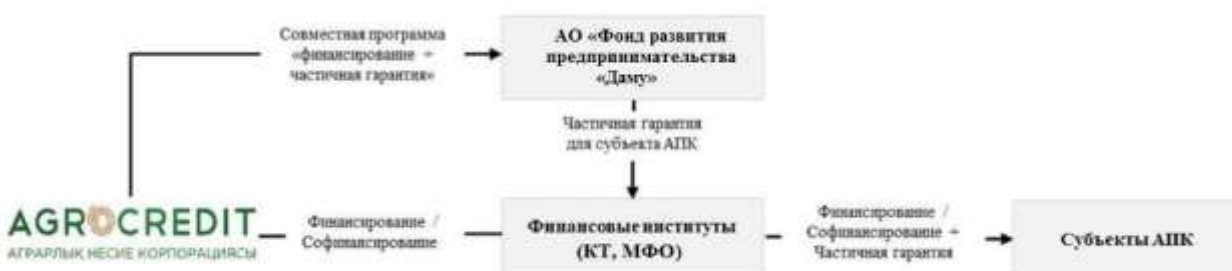 Совместная программа
«финансирование +
частичная гарантия»
АО «Фонд развития
предпринимательства
«Даму»
Частичная гарантия
для субъекта АПК
AGROCREDIT
АГРАРЛЫК НЕСИЕ КОРПОРАЦИЯСЫ
Финансирование /
Софинансирование
Финансовые институты
(КТ, МФО)
Финансирование /
Софинансирование +
Частичная гарантия
Субъекты АПК